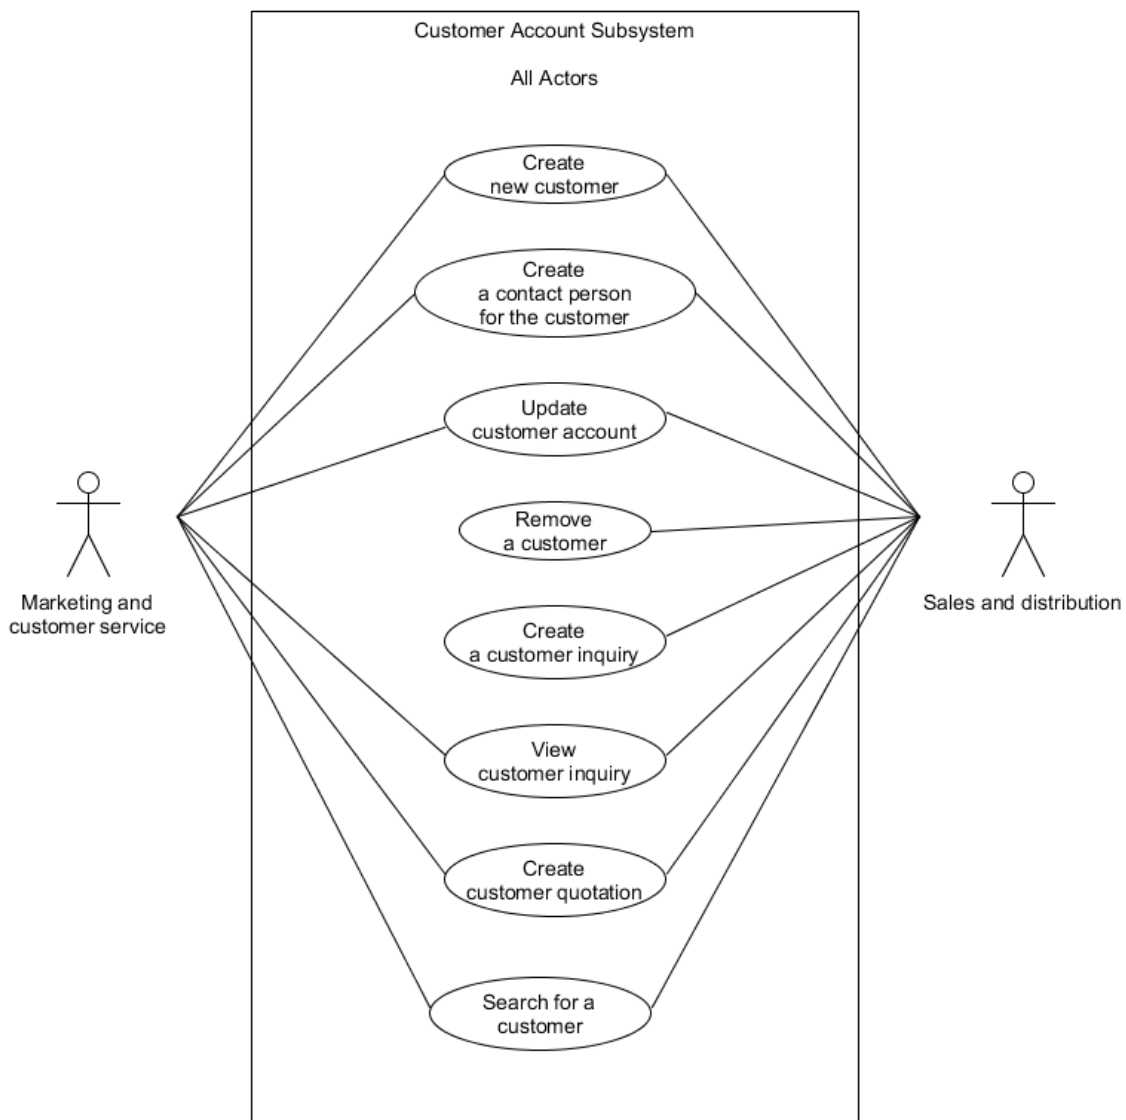 Customer Account Subsystem
All Actors
Create
new customer
Create
a contact person
for the customer
Update
customer account
Remove
a customer
Marketing and
customer service
Sales and distribution
Create
a customer inquiry
View
customer inquiry
Create
customer quotation
Search for a
customer